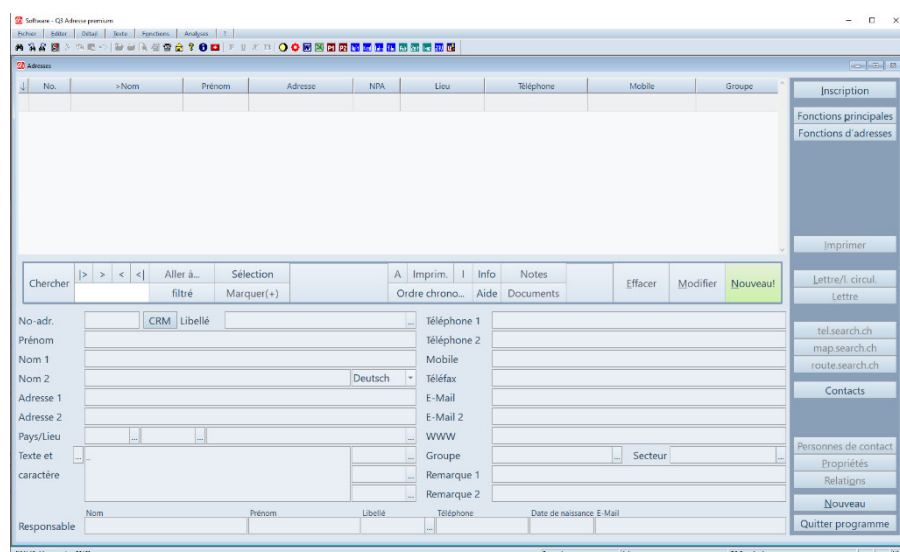 Software - Q3 Adresse premium
Fichier Editer Détail Texte Fonctions Analyses ?
Adresses
No. >Nom Prénom Adresse NPA Lieu Téléphone Mobile Groupe
Inscription
Fonctions principales
Fonctions d'adresses
Imprimer
Lettre/l. circul.
Lettre
tel.search.ch
map.search.ch
route.search.ch
Contacts
Personnes de contact
Propriétés
Relations
Nouveau
Quitter programme
Chercher |> > < <| Aller à... Sélection A Imprim. I Info Notes Effacer Modifier Nouveau!
filtré Marquer(+) Ordre chrono... Aide Documents
No-adr. CRM Libellé ... Téléphone 1
Prénom Téléphone 2
Nom 1 Mobile
Nom 2 Deutsch Téléfax
Adresse 1 E-Mail
Adresse 2 E-Mail 2
Pays/Lieu ... ... ... WWW
Texte et ... ... Groupe ... Secteur ...
caractère ... Remarque 1
... Remarque 2
Nom Prénom Libellé Téléphone Date de naissance E-Mail
Responsable ...